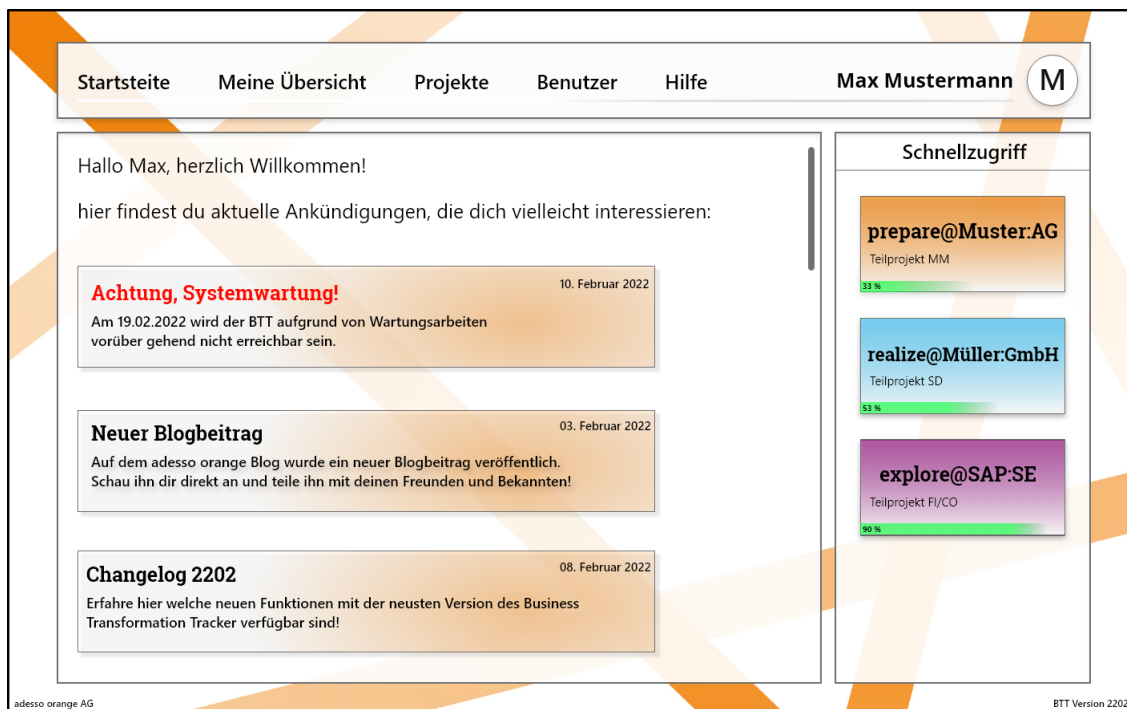 Startsteite Meine Übersicht Projekte Benutzer Hilfe Max Mustermann M
Hallo Max, herzlich Willkommen!
hier findest du aktuelle Ankündigungen, die dich vielleicht interessieren:
Achtung, Systemwartung! 10. Februar 2022
Am 19.02.2022 wird der BTT aufgrund von Wartungsarbeiten
vorüber gehend nicht erreichbar sein.
Neuer Blogbeitrag 03. Februar 2022
Auf dem adesso orange Blog wurde ein neuer Blogbeitrag veröffentlich.
Schau ihn dir direkt an und teile ihn mit deinen Freunden und Bekannten!
Changelog 2202 08. Februar 2022
Erfahre hier welche neuen Funktionen mit der neusten Version des Business
Transformation Tracker verfügbar sind!
Schnellzugriff
prepare@Muster:AG
Teilprojekt MM
33 %
realize@Müller:GmbH
Teilprojekt SD
53 %
explore@SAP:SE
Teilprojekt FI/CO
90 %
adesso orange AG BTT Version 2202